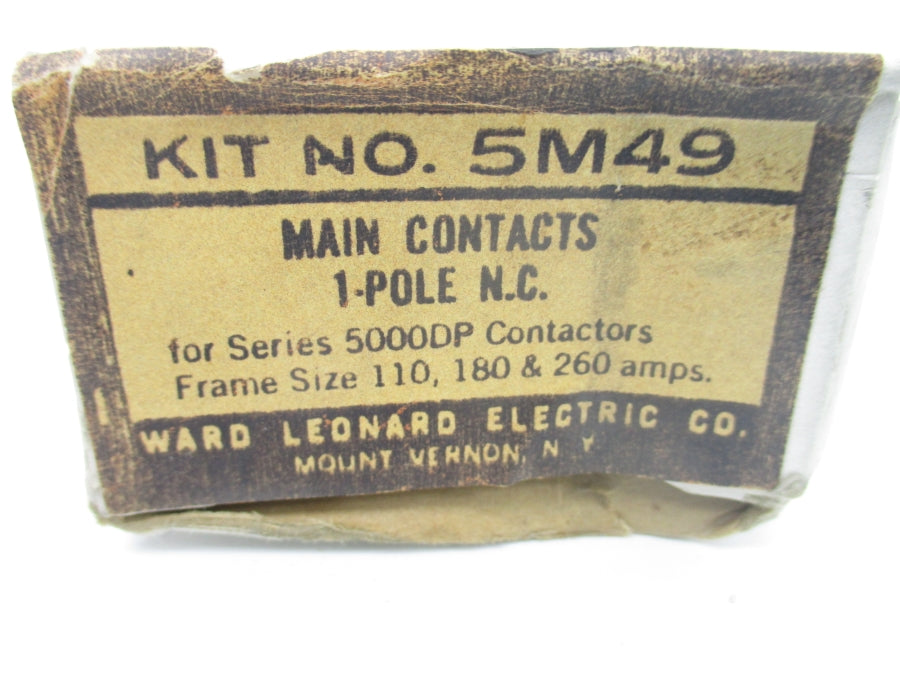 KIT NO. 5M49
MAIN CONTACTS
1-POLE N.C.
for Series 5000DP Contactors
Frame Size 110, 180 & 260 amps.
WARD LEONARD ELECTRIC CO.
MOUNT VERNON, N Y